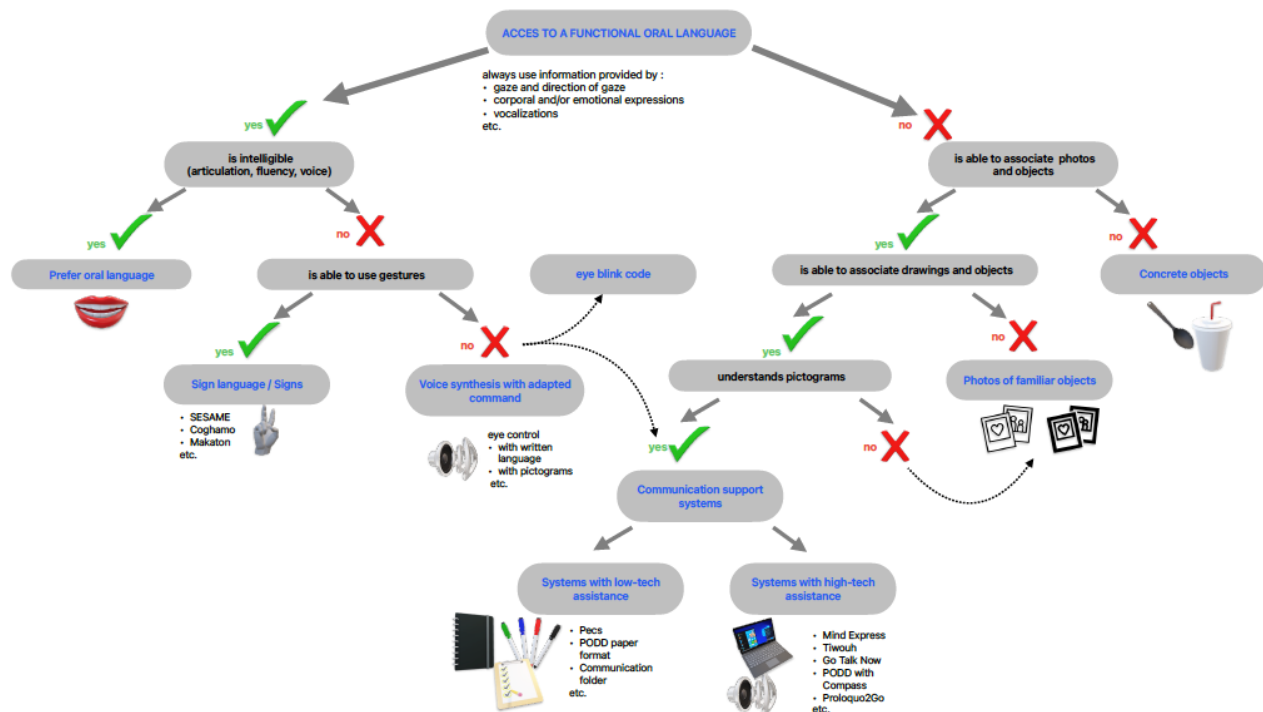 ACCES TO A FUNCTIONAL ORAL LANGUAGE
always use information provided by :
• gaze and direction of gaze
• corporal and/or emotional expressions
• vocalizations
etc.
yes
no
is intelligible
(articulation, fluency, voice)
is able to associate photos
and objects
yes
no
yes
no
Prefer oral language
is able to use gestures
eye blink code
is able to associate drawings and objects
Concrete objects
yes
no
yes
no
Sign language / Signs
• SESAME
• Coghamo
• Makaton
etc.
Voice synthesis with adapted
command
eye control
• with written
language
• with pictograms
etc.
understands pictograms
Photos of familiar objects
yes
no
Communication support
systems
Systems with low-tech
assistance
• Pecs
• PODD paper
format
• Communication
folder
etc.
Systems with high-tech
assistance
• Mind Express
• Tiwouh
• Go Talk Now
• PODD with
Compass
• Proloquo2Go
etc.